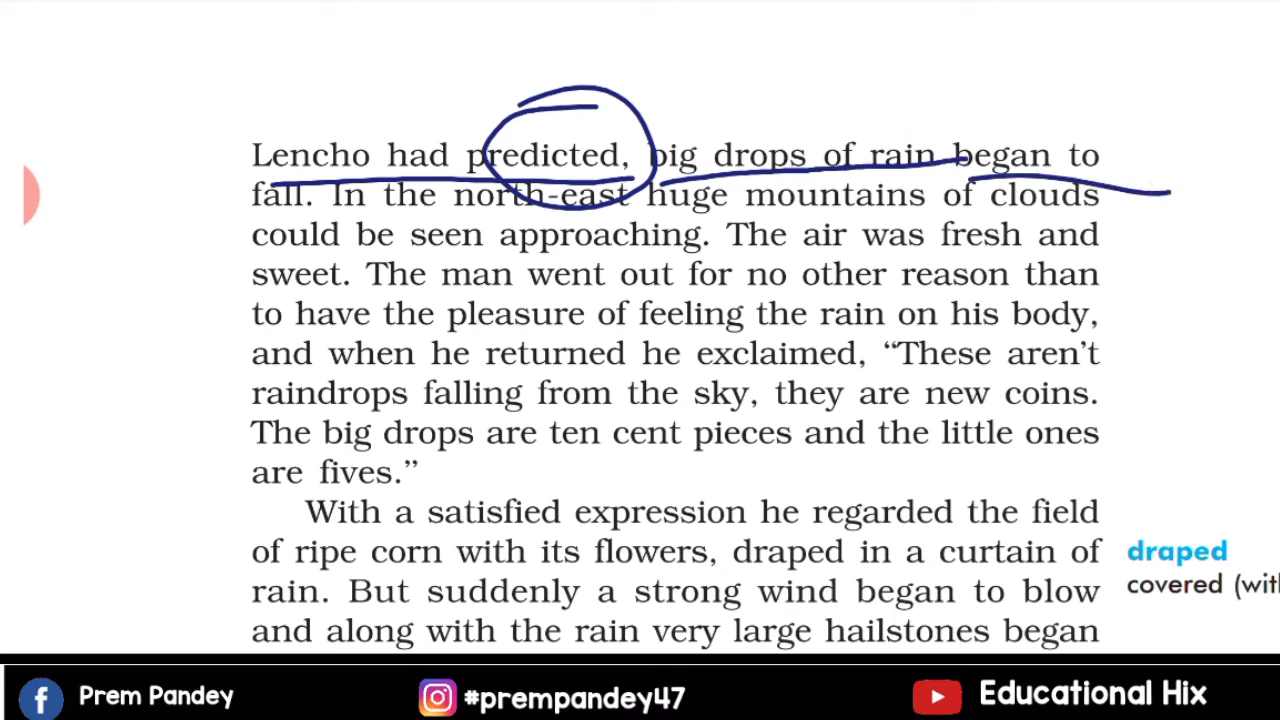 Lencho had predicted, big drops of rain began to
fall. In the north-east huge mountains of clouds
could be seen approaching. The air was fresh and
sweet. The man went out for no other reason than
to have the pleasure of feeling the rain on his body,
and when he returned he exclaimed, “These aren’t
raindrops falling from the sky, they are new coins.
The big drops are ten cent pieces and the little ones
are fives.”
With a satisfied expression he regarded the field
of ripe corn with its flowers, draped in a curtain of
rain. But suddenly a strong wind began to blow
and along with the rain very large hailstones began
draped
covered (with
Prem Pandey
#prempandey47
Educational Hix